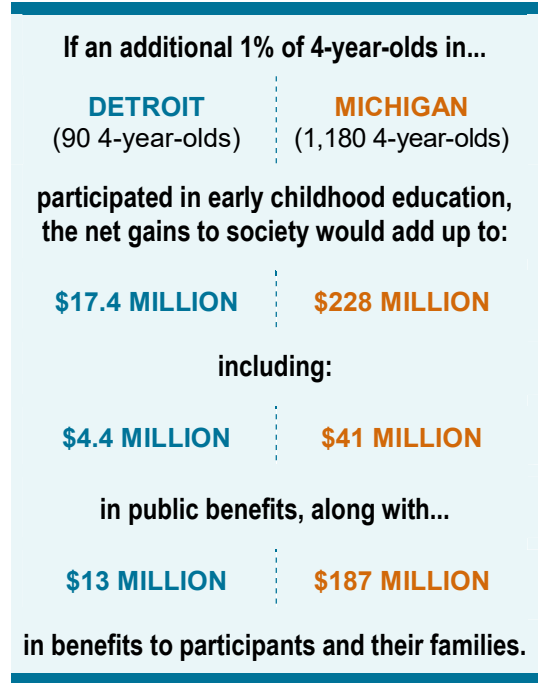 If an additional 1% of 4-year-olds in...
DETROIT MICHIGAN
(90 4-year-olds) (1,180 4-year-olds)
participated in early childhood education,
the net gains to society would add up to:
$17.4 MILLION $228 MILLION
including:
$4.4 MILLION $41 MILLION
in public benefits, along with...
$13 MILLION $187 MILLION
in benefits to participants and their families.